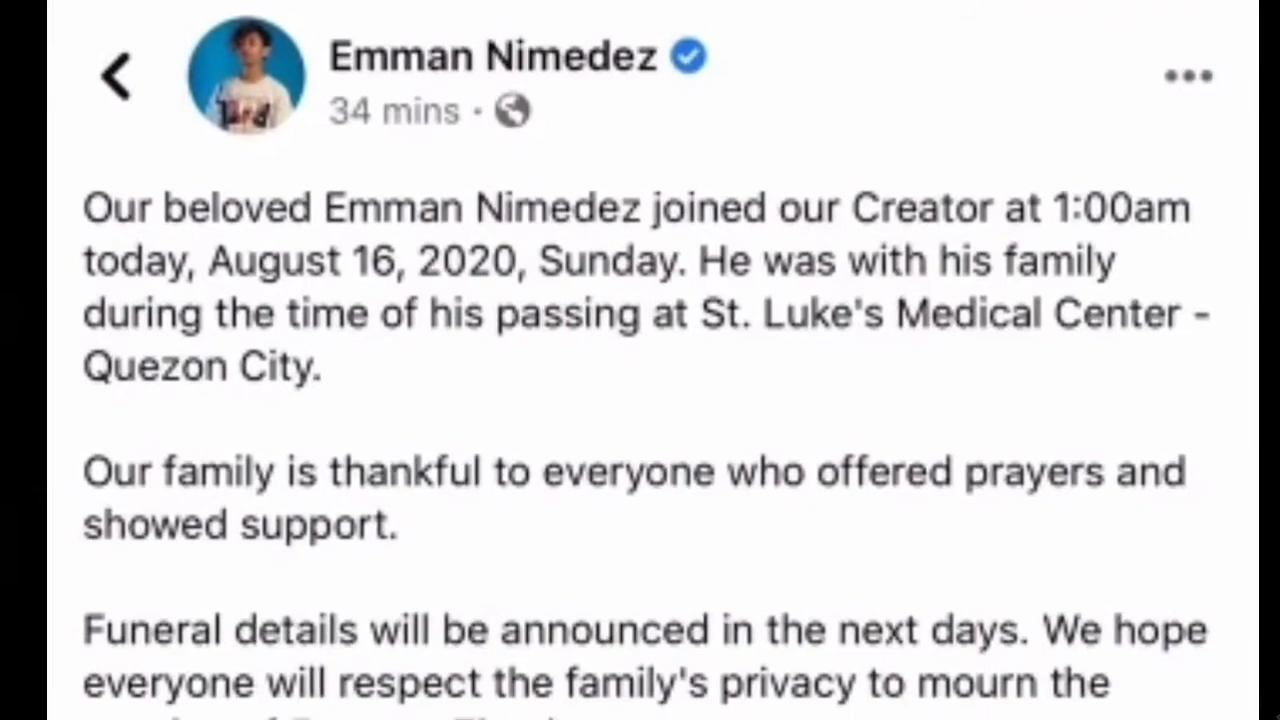 Emman Nimedez
34 mins ·
Our beloved Emman Nimedez joined our Creator at 1:00am
today, August 16, 2020, Sunday. He was with his family
during the time of his passing at St. Luke's Medical Center -
Quezon City.
Our family is thankful to everyone who offered prayers and
showed support.
Funeral details will be announced in the next days. We hope
everyone will respect the family's privacy to mourn the